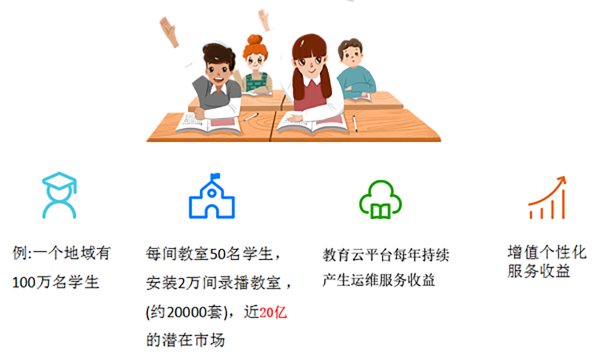 例:一个地域有
100万名学生
每间教室50名学生，
安装2万间录播教室，
(约20000套)，近20亿
的潜在市场
教育云平台每年持续
产生运维服务收益
增值个性化
服务收益